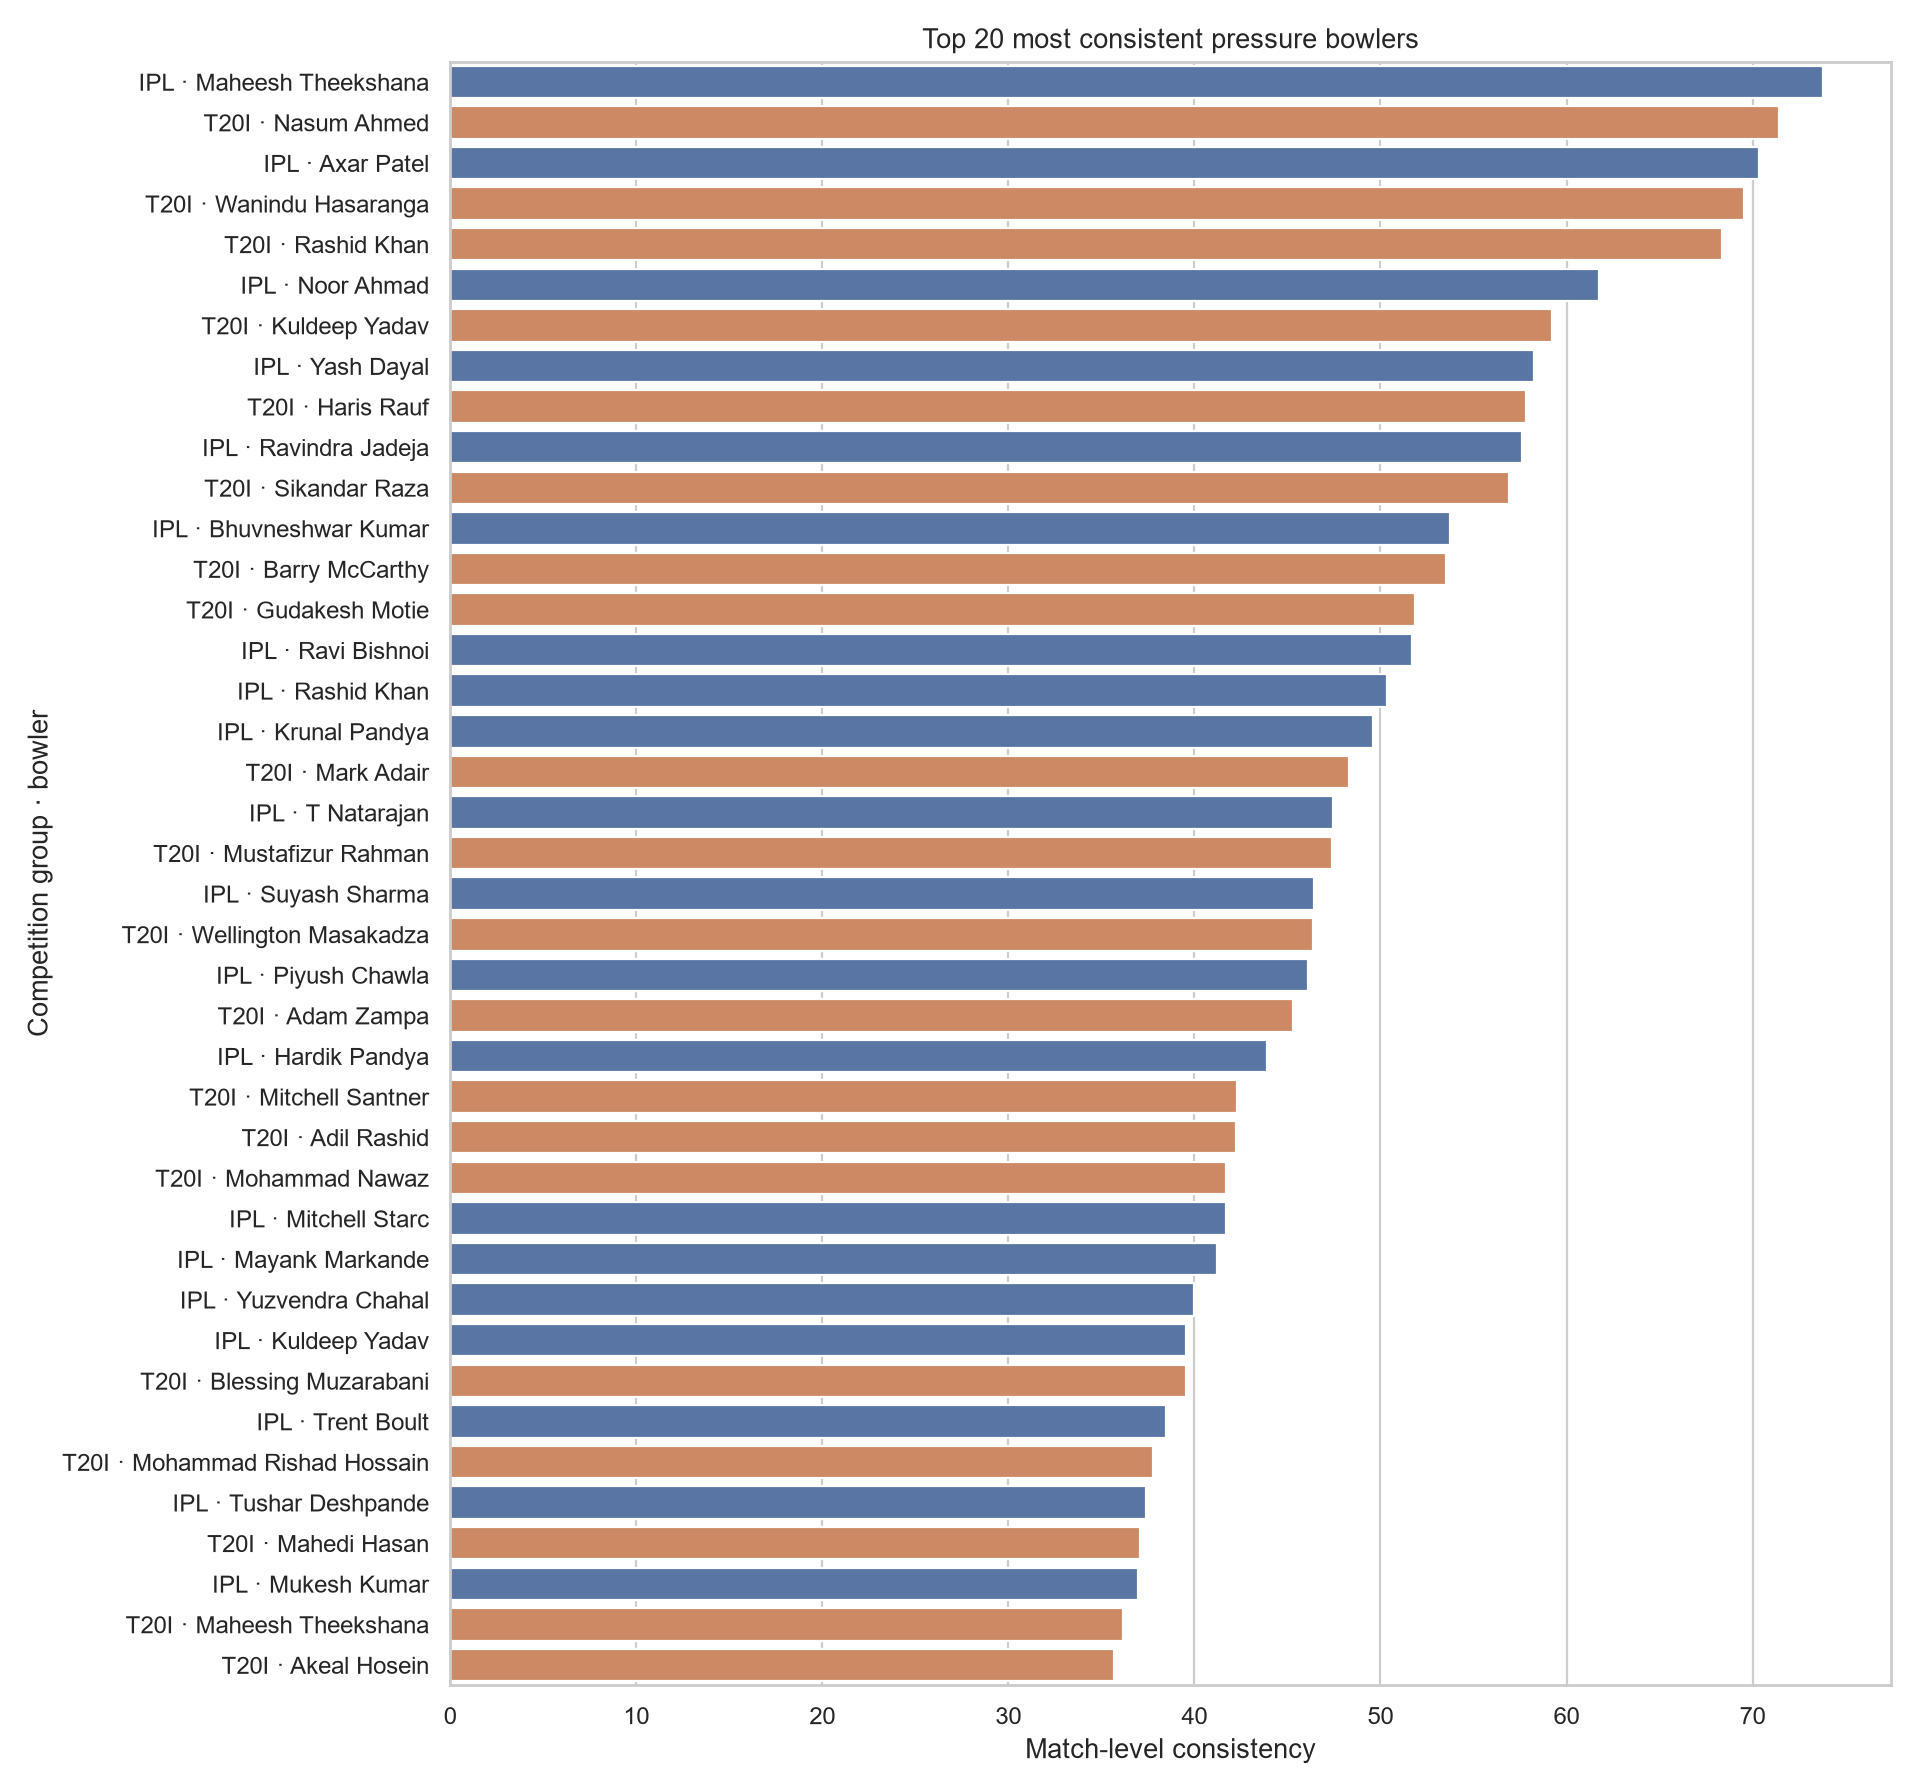 Top 20 most consistent pressure bowlers
IPL · Maheesh Theekshana
T20I · Nasum Ahmed
IPL · Axar Patel
T20I · Wanindu Hasaranga
T20I · Rashid Khan
IPL · Noor Ahmad
T20I · Kuldeep Yadav
IPL · Yash Dayal
T20I · Haris Rauf
IPL · Ravindra Jadeja
T20I · Sikandar Raza
IPL · Bhuvneshwar Kumar
T20I · Barry McCarthy
T20I · Gudakesh Motie
IPL · Ravi Bishnoi
IPL · Rashid Khan
IPL · Krunal Pandya
T20I · Mark Adair
IPL · T Natarajan
T20I · Mustafizur Rahman
IPL · Suyash Sharma
T20I · Wellington Masakadza
IPL · Piyush Chawla
T20I · Adam Zampa
IPL · Hardik Pandya
T20I · Mitchell Santner
T20I · Adil Rashid
T20I · Mohammad Nawaz
IPL · Mitchell Starc
IPL · Mayank Markande
IPL · Yuzvendra Chahal
IPL · Kuldeep Yadav
T20I · Blessing Muzarabani
IPL · Trent Boult
T20I · Mohammad Rishad Hossain
IPL · Tushar Deshpande
T20I · Mahedi Hasan
IPL · Mukesh Kumar
T20I · Maheesh Theekshana
T20I · Akeal Hosein
Competition group · bowler
0 10 20 30 40 50 60 70
Match-level consistency